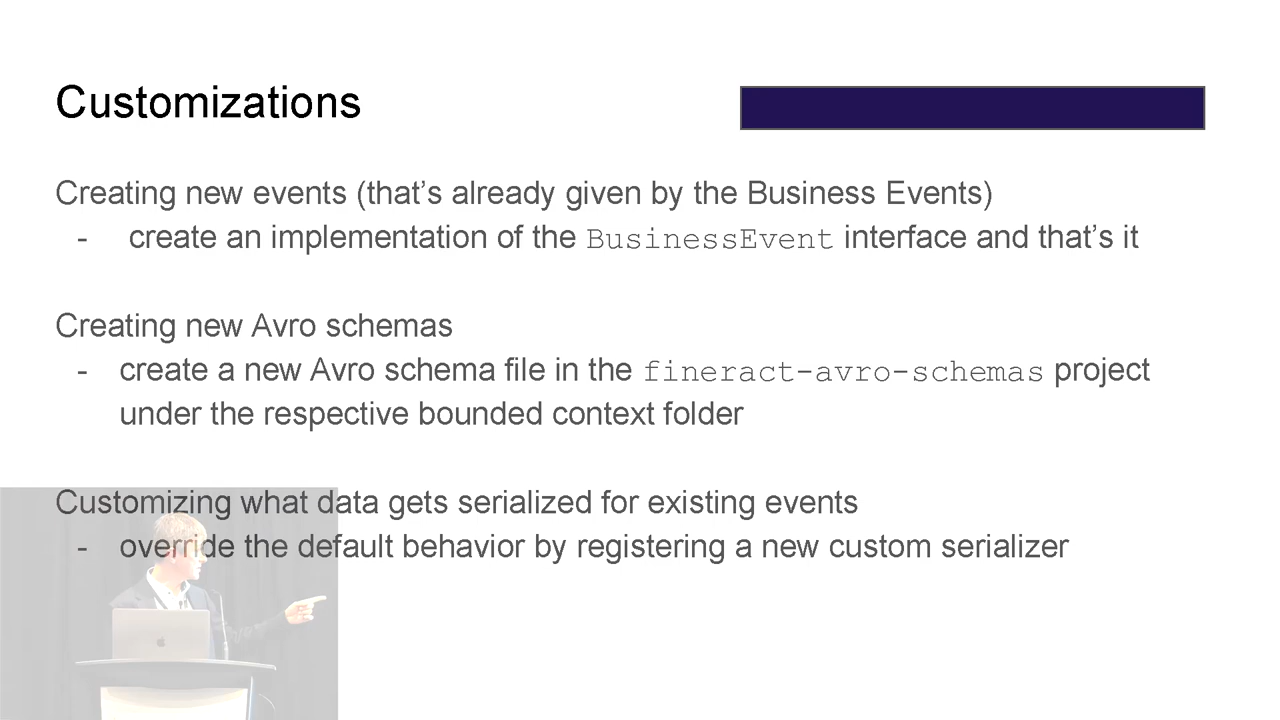 Customizations
Creating new events (that’s already given by the Business Events)
- create an implementation of the BusinessEvent interface and that’s it
Creating new Avro schemas
- create a new Avro schema file in the fineract-avro-schemas project
under the respective bounded context folder
Customizing what data gets serialized for existing events
- override the default behavior by registering a new custom serializer